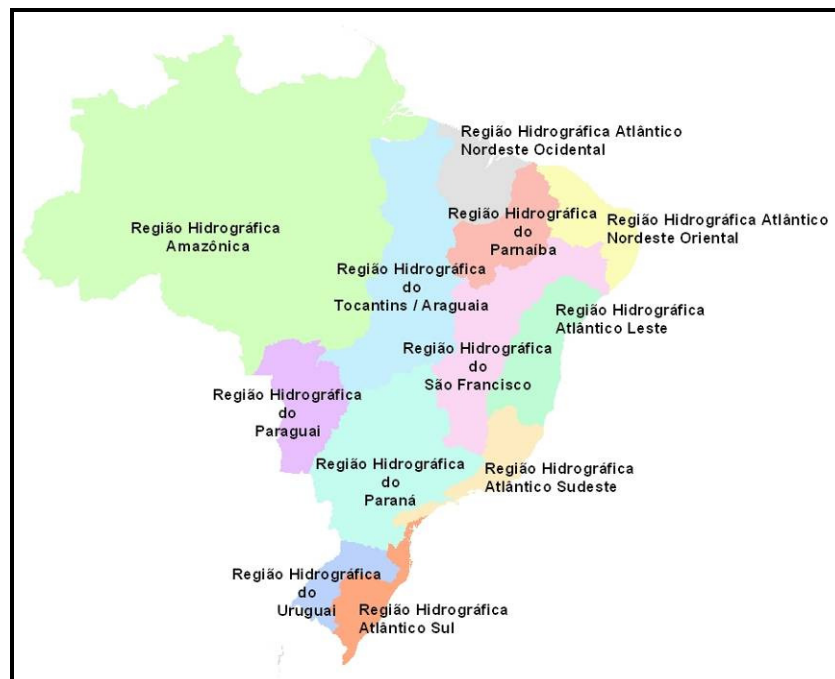 Região Hidrográfica Atlântico
Nordeste Ocidental
Região Hidrográfica
do
Parnaíba
Região Hidrográfica Atlântico
Nordeste Oriental
Região Hidrográfica
Amazônica
Região Hidrográfica
do
Tocantins / Araguaia
Região Hidrográfica
Atlântico Leste
Região Hidrográfica
do
São Francisco
Região Hidrográfica
do
Paraguai
Região Hidrográfica
do
Paraná
Região Hidrográfica
Atlântico Sudeste
Região Hidrográfica
do
Uruguai
Região Hidrográfica
Atlântico Sul